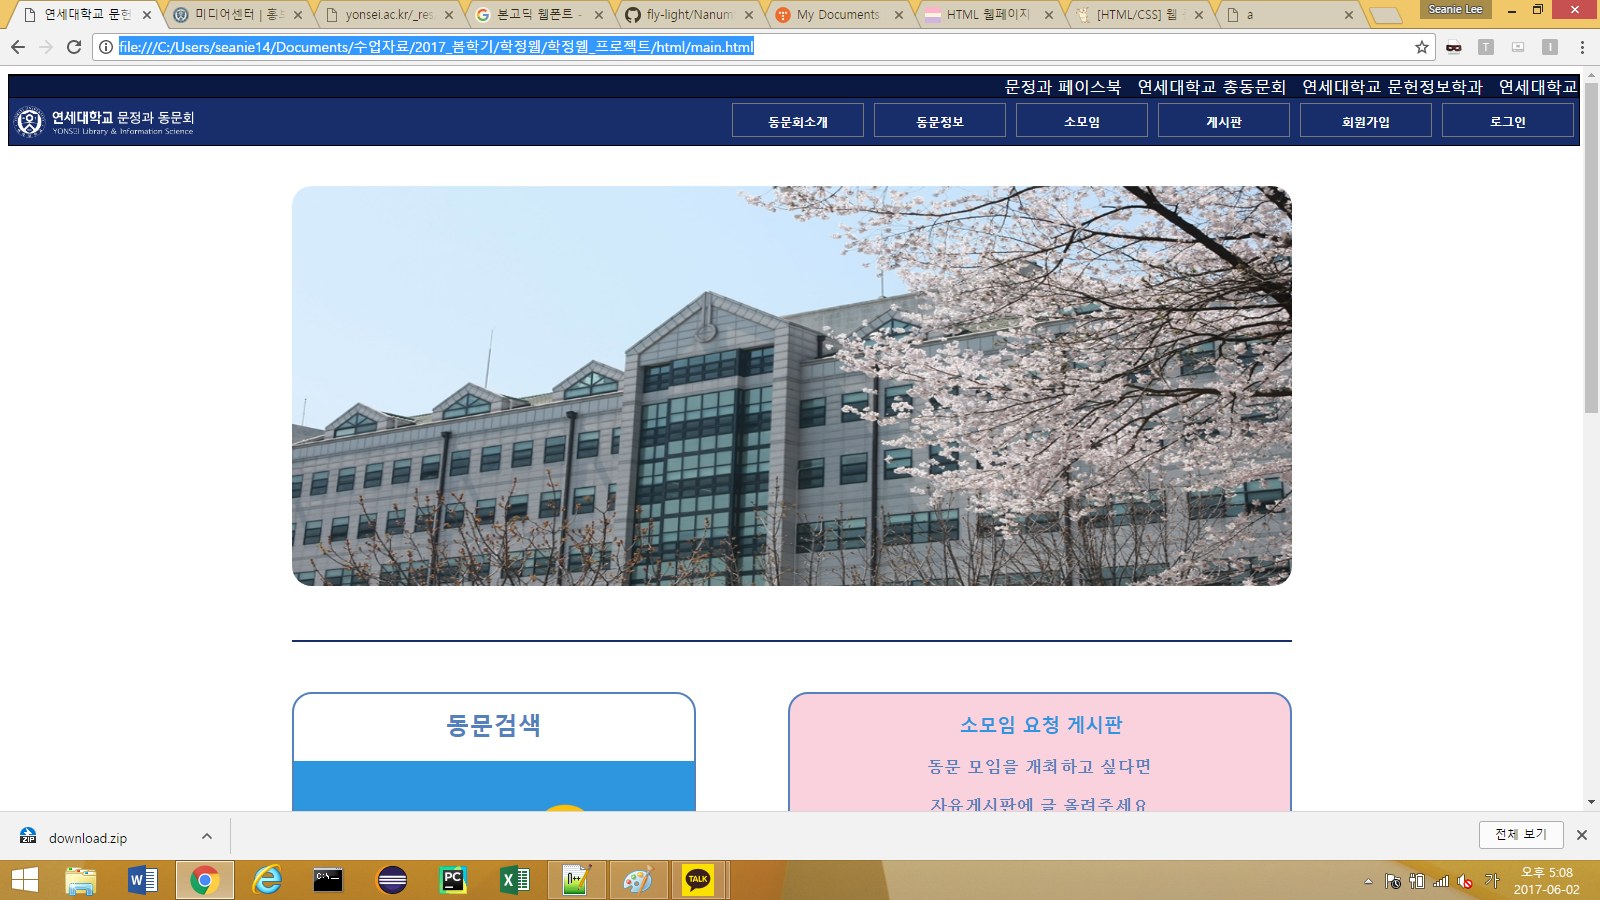 연세대학교 문헌
미디어센터 | 홍보
yonsei.ac.kr/_res
본고딕 웹폰트 -
fly-light/Nanum
My Documents
HTML 웹페이지
[HTML/CSS] 웹
a
Seanie Lee
file:///C:/Users/seanie14/Documents/수업자료/2017_봄학기/학정웹/학정웹_프로젝트/html/main.html
문정과 페이스북 연세대학교 총동문회 연세대학교 문헌정보학과 연세대학교
연세대학교 문정과 동문회
YONSEI Library & Information Science
동문회소개 동문정보 소모임 게시판 회원가입 로그인
동문검색
소모임 요청 게시판
동문 모임을 개최하고 싶다면
자유게시판에 글 올려주세요
download.zip
전체 보기
TALK
가
오후 5:08
2017-06-02